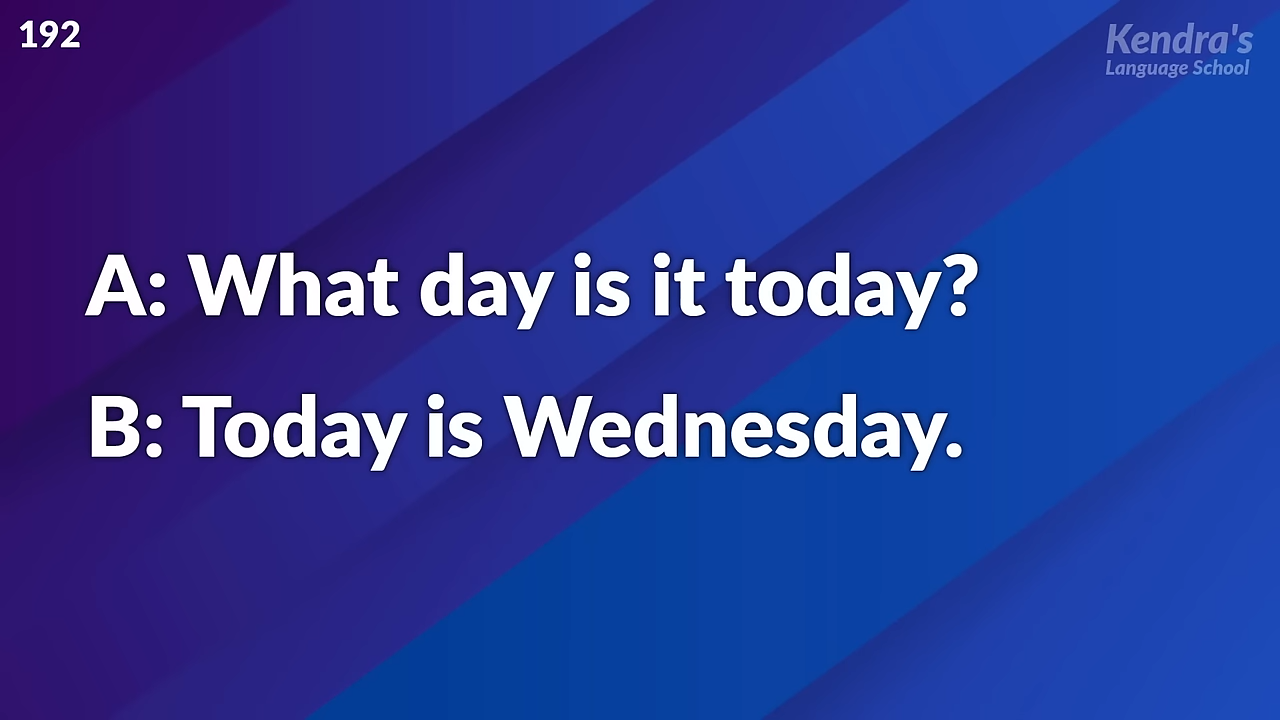 192
Kendra's
Language School
A: What day is it today?
B: Today is Wednesday.